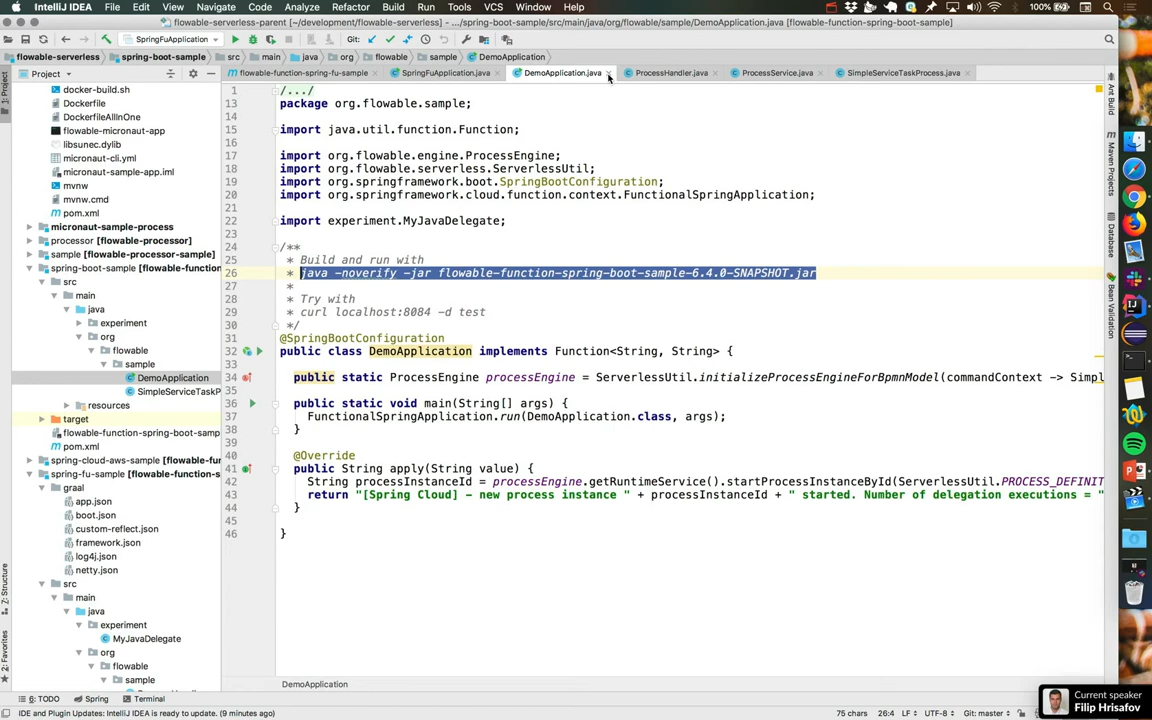 IntelliJ IDEA File Edit View Navigate Code Analyze Refactor Build Run Tools VCS Window Help 100%
flowable-serverless-parent [~/development/flowable-serverless] - .../spring-boot-sample/src/main/java/org/flowable/sample/DemoApplication.java [flowable-function-spring-boot-sample]
SpringFuApplication Git:
flowable-serverless spring-boot-sample src main java org flowable sample DemoApplication
Project
flowable-function-spring-fu-sample SpringFuApplication.java DemoApplication.java ProcessHandler.java ProcessService.java SimpleServiceTaskProcess.java
1: Project
7: Structure
2: Favorites
docker-build.sh
Dockerfile
DockerfileAllInOne
flowable-micronaut-app
libsunec.dylib
micronaut-cli.yml
micronaut-sample-app.iml
mvnw
mvnw.cmd
pom.xml
micronaut-sample-process
processor [flowable-processor]
sample [flowable-processor-sample]
spring-boot-sample [flowable-function
src
main
java
experiment
org
flowable
sample
DemoApplication
SimpleServiceTaskP
resources
target
flowable-function-spring-boot-samp
pom.xml
spring-cloud-aws-sample [flowable-fu
spring-fu-sample [flowable-function-s
graal
app.json
boot.json
custom-reflect.json
framework.json
log4j.json
netty.json
src
main
java
experiment
MyJavaDelegate
org
flowable
sample
1 /.../
13 package org.flowable.sample;
14
15 import java.util.function.Function;
16
17 import org.flowable.engine.ProcessEngine;
18 import org.flowable.serverless.ServerlessUtil;
19 import org.springframework.boot.SpringBootConfiguration;
20 import org.springframework.cloud.function.context.FunctionalSpringApplication;
21
22 import experiment.MyJavaDelegate;
23
24 /**
25 * Build and run with
26 * java -noverify -jar flowable-function-spring-boot-sample-6.4.0-SNAPSHOT.jar
27 *
28 * Try with
29 * curl localhost:8084 -d test
30 */
31 @SpringBootConfiguration
32 public class DemoApplication implements Function<String, String> {
33
34 public static ProcessEngine processEngine = ServerlessUtil.initializeProcessEngineForBpmnModel(commandContext -> Simpl
35
36 public static void main(String[] args) {
37 FunctionalSpringApplication.run(DemoApplication.class, args);
38 }
39
40 @Override
41 public String apply(String value) {
42 String processInstanceId = processEngine.getRuntimeService().startProcessInstanceById(ServerlessUtil.PROCESS_DEFINIT
43 return "[Spring Cloud] - new process instance " + processInstanceId + " started. Number of delegation executions = "
44 }
45
46 }
Ant Build
Maven Projects
Database
Bean Validation
DemoApplication
6: TODO Spring Terminal
IDE and Plugin Updates: IntelliJ IDEA is ready to update. (9 minutes ago) 75 chars 26:4 LF UTF-8 Git: master
Current speaker
Filip Hrisafov